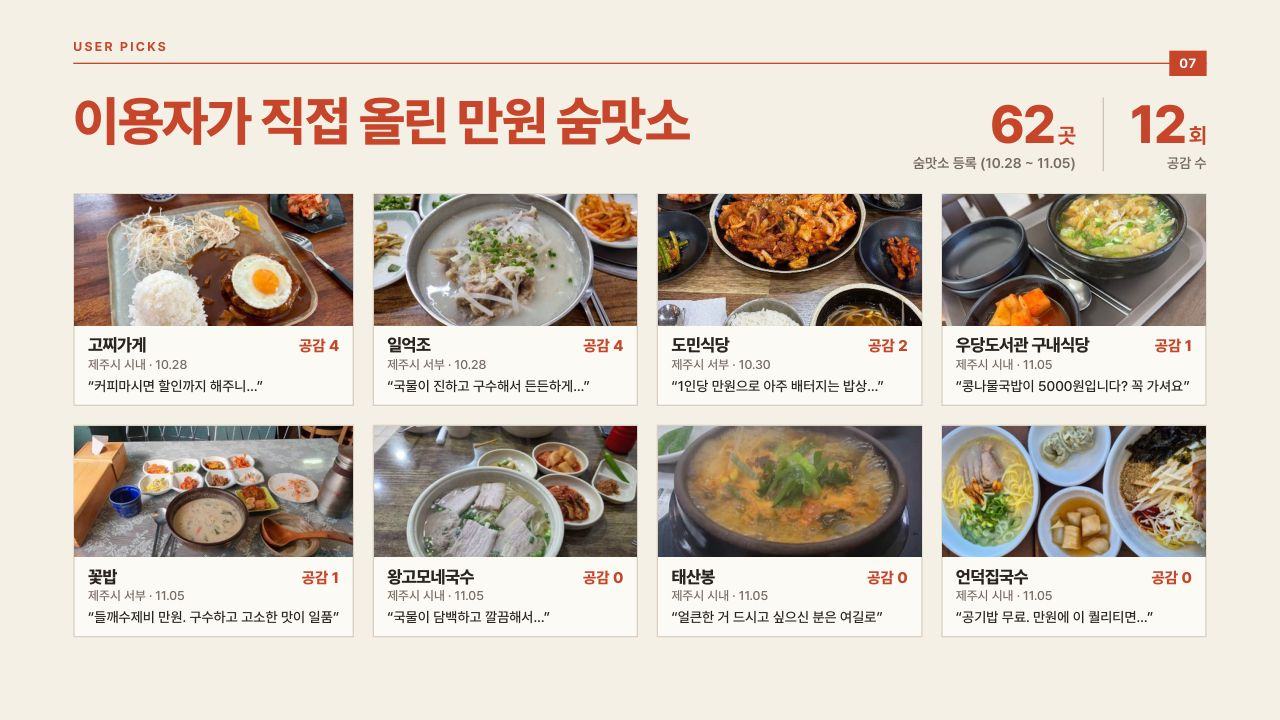 USER PICKS
07
이용자가 직접 올린 만원 숨맛소
62곳
숨맛소 등록 (10.28 ~ 11.05)
12회
공감 수
고찌가게 공감 4
제주시 시내 · 10.28
“커피마시면 할인까지 해주니...”
일억조 공감 4
제주시 서부 · 10.28
“국물이 진하고 구수해서 든든하게...”
도민식당 공감 2
제주시 서부 · 10.30
“1인당 만원으로 아주 배터지는 밥상...”
우당도서관 구내식당 공감 1
제주시 시내 · 11.05
“콩나물국밥이 5000원입니다? 꼭 가셔요”
꽃밥 공감 1
제주시 서부 · 11.05
“들깨수제비 만원. 구수하고 고소한 맛이 일품”
왕고모네국수 공감 0
제주시 시내 · 11.05
“국물이 담백하고 깔끔해서...”
태산봉 공감 0
제주시 시내 · 11.05
“얼큰한 거 드시고 싶으신 분은 여길로”
언덕집국수 공감 0
제주시 시내 · 11.05
“공기밥 무료. 만원에 이 퀄리티면...”